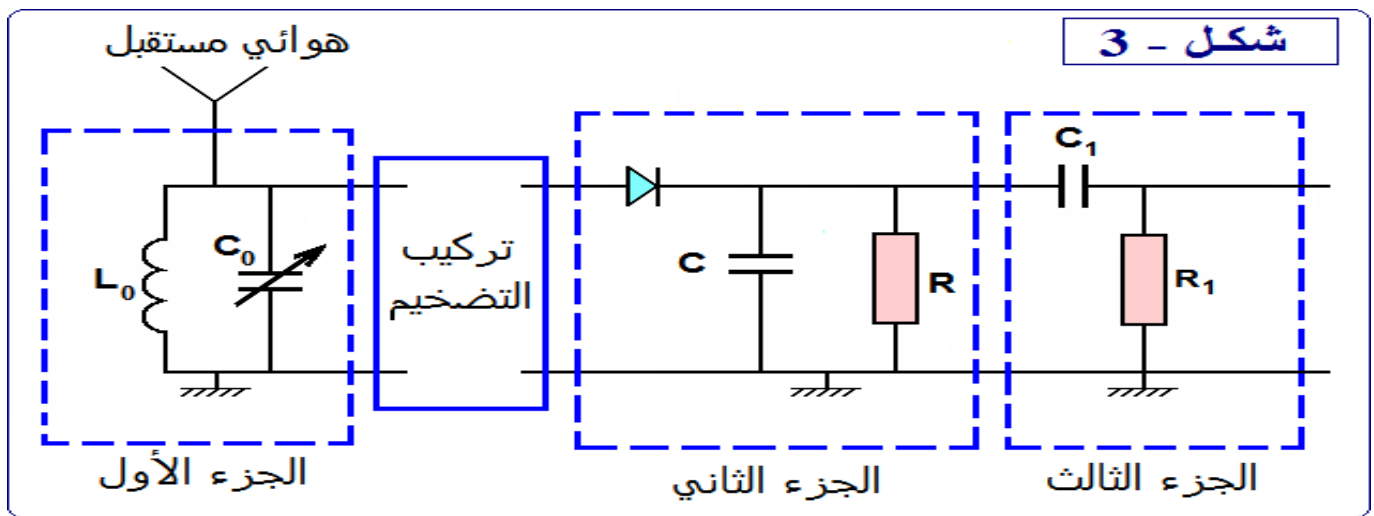 شكل - 3
هوائي مستقبل
L₀
C₀
تركيب
التضخيم
C
R
C₁
R₁
الجزء الأول
الجزء الثاني
الجزء الثالث